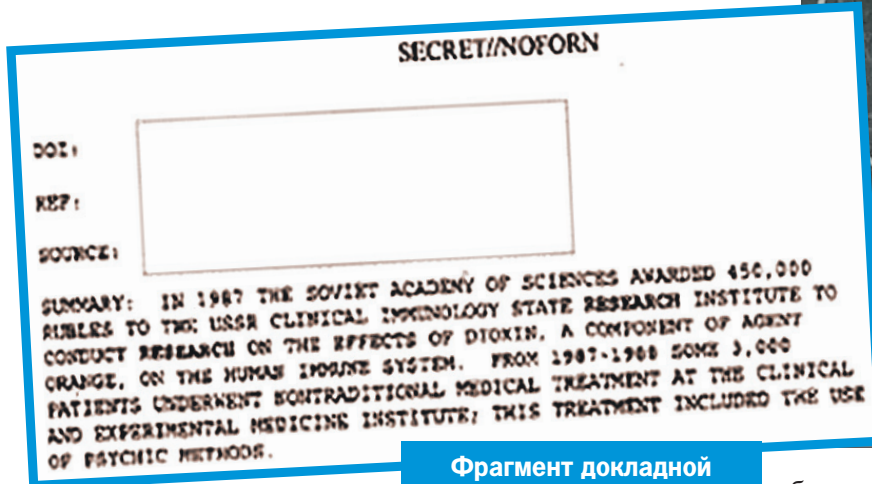 SECRET//NOFORN
DOI:
REF:
SOURCE:
SUMMARY: IN 1987 THE SOVIET ACADEMY OF SCIENCES AWARDED 450,000
RUBLES TO THE USSR CLINICAL IMMUNOLOGY STATE RESEARCH INSTITUTE TO
CONDUCT RESEARCH ON THE EFFECTS OF DIOXIN, A COMPONENT OF AGENT
ORANGE, ON THE HUMAN IMMUNE SYSTEM. FROM 1987-1988 SOME 3,000
PATIENTS UNDERWENT NONTRADITIONAL MEDICAL TREATMENT AT THE CLINICAL
AND EXPERIMENTAL MEDICINE INSTITUTE; THIS TREATMENT INCLUDED THE USE
OF PSYCHIC METHODS.
Фрагмент докладной